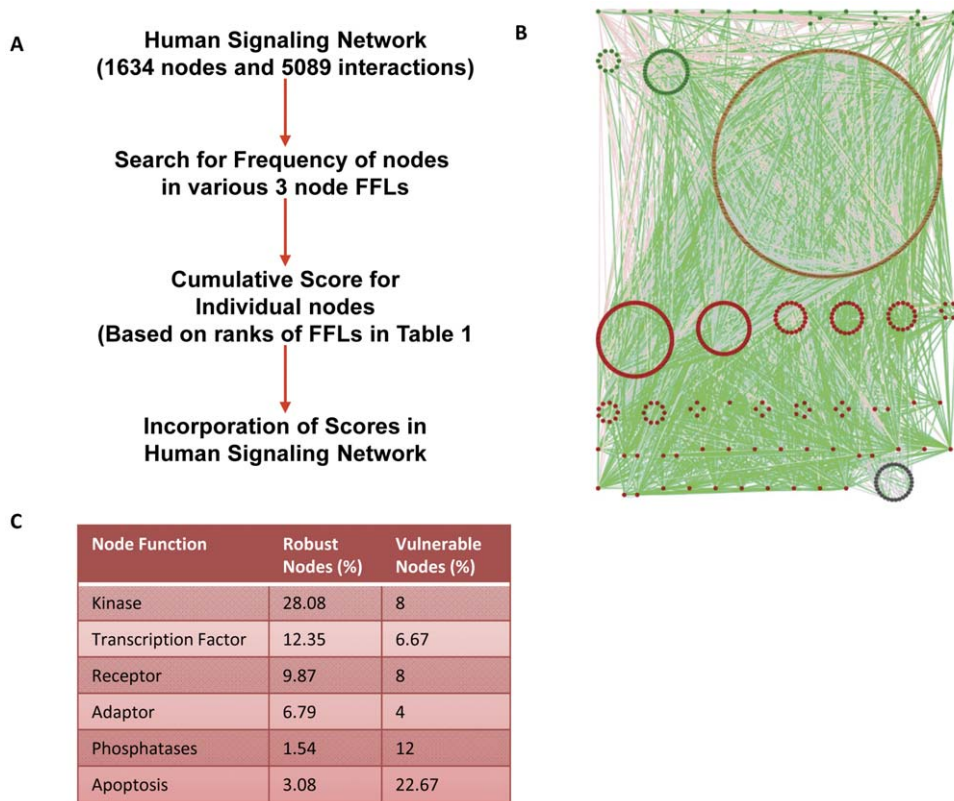 A
Human Signaling Network
(1634 nodes and 5089 interactions)
Search for Frequency of nodes
in various 3 node FFLs
Cumulative Score for
Individual nodes
(Based on ranks of FFLs in Table 1
Incorporation of Scores in
Human Signaling Network
B
C
Node Function Robust Nodes (%) Vulnerable Nodes (%)
Kinase 28.08 8
Transcription Factor 12.35 6.67
Receptor 9.87 8
Adaptor 6.79 4
Phosphatases 1.54 12
Apoptosis 3.08 22.67